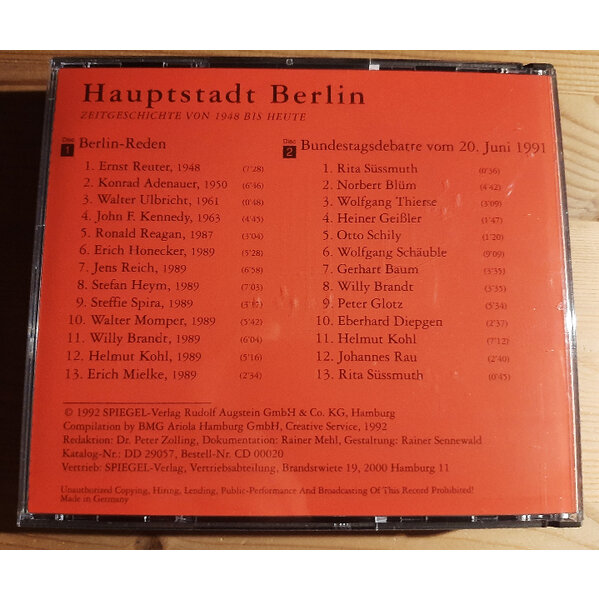 Hauptstadt Berlin
ZEITGESCHICHTE VON 1948 BIS HEUTE
Disc 1 Berlin-Reden
1. Ernst Reuter, 1948 (7'28)
2. Konrad Adenauer, 1950 (6'46)
3. Walter Ulbricht, 1961 (0'48)
4. John F. Kennedy, 1963 (4'45)
5. Ronald Reagan, 1987 (3'04)
6. Erich Honecker, 1989 (5'28)
7. Jens Reich, 1989 (6'58)
8. Stefan Heym, 1989 (7'03)
9. Steffie Spira, 1989
10. Walter Momper, 1989 (5'42)
11. Willy Brandt, 1989 (6'04)
12. Helmut Kohl, 1989 (5'16)
13. Erich Mielke, 1989 (2'34)
Disc 2 Bundestagsdebatte vom 20. Juni 1991
1. Rita Süssmuth (0'36)
2. Norbert Blüm (4'42)
3. Wolfgang Thierse (3'09)
4. Heiner Geißler (1'47)
5. Otto Schily (1'20)
6. Wolfgang Schäuble (9'09)
7. Gerhart Baum (3'35)
8. Willy Brandt (3'35)
9. Peter Glotz (5'34)
10. Eberhard Diepgen (2'37)
11. Helmut Kohl (7'12)
12. Johannes Rau (2'40)
13. Rita Süssmuth (0'45)
© 1992 SPIEGEL-Verlag Rudolf Augstein GmbH & Co. KG, Hamburg
Compilation by BMG Ariola Hamburg GmbH, Creative Service, 1992
Redaktion: Dr. Peter Zolling, Dokumentation: Rainer Mehl, Gestaltung: Rainer Sennewald
Katalog-Nr.: DD 29057, Bestell-Nr. CD 00020
Vertrieb: SPIEGEL-Verlag, Vertriebsabteilung, Brandstwiete 19, 2000 Hamburg 11
Unauthorized Copying, Hiring, Lending, Public-Performance And Broadcasting Of This Record Prohibited!
Made in Germany